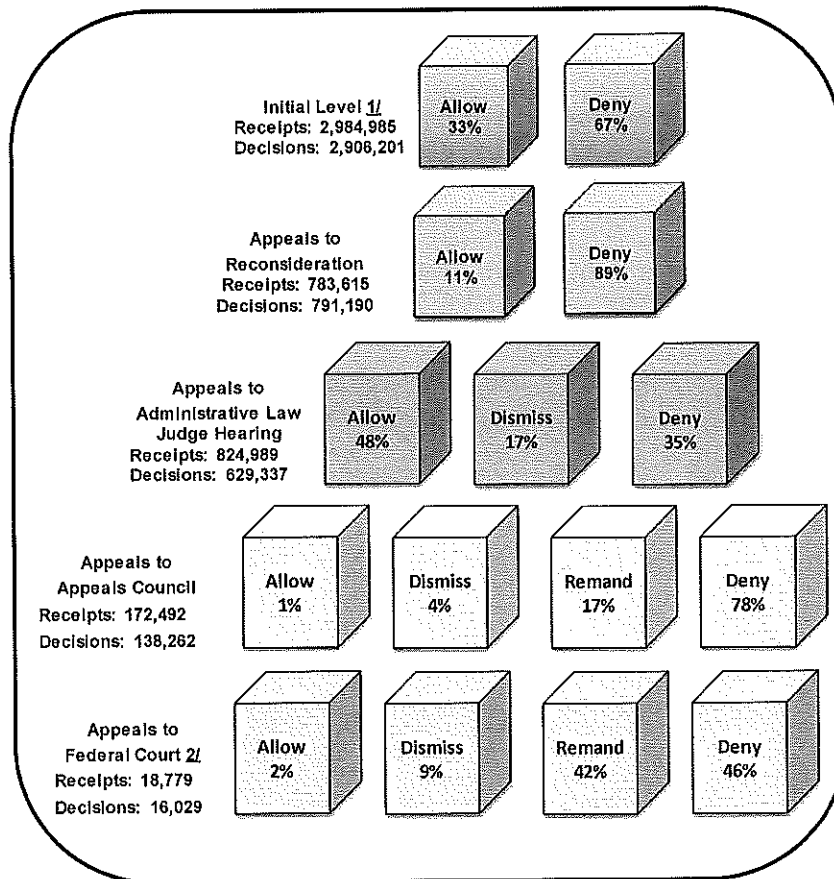 Initial Level 1/
Receipts: 2,984,985
Decisions: 2,906,201
Allow
33%
Deny
67%
Appeals to
Reconsideration
Receipts: 783,615
Decisions: 791,190
Allow
11%
Deny
89%
Appeals to
Administrative Law
Judge Hearing
Receipts: 824,989
Decisions: 629,337
Allow
48%
Dismiss
17%
Deny
35%
Appeals to
Appeals Council
Receipts: 172,492
Decisions: 138,262
Allow
1%
Dismiss
4%
Remand
17%
Deny
78%
Appeals to
Federal Court 2/
Receipts: 18,779
Decisions: 16,029
Allow
2%
Dismiss
9%
Remand
42%
Deny
46%